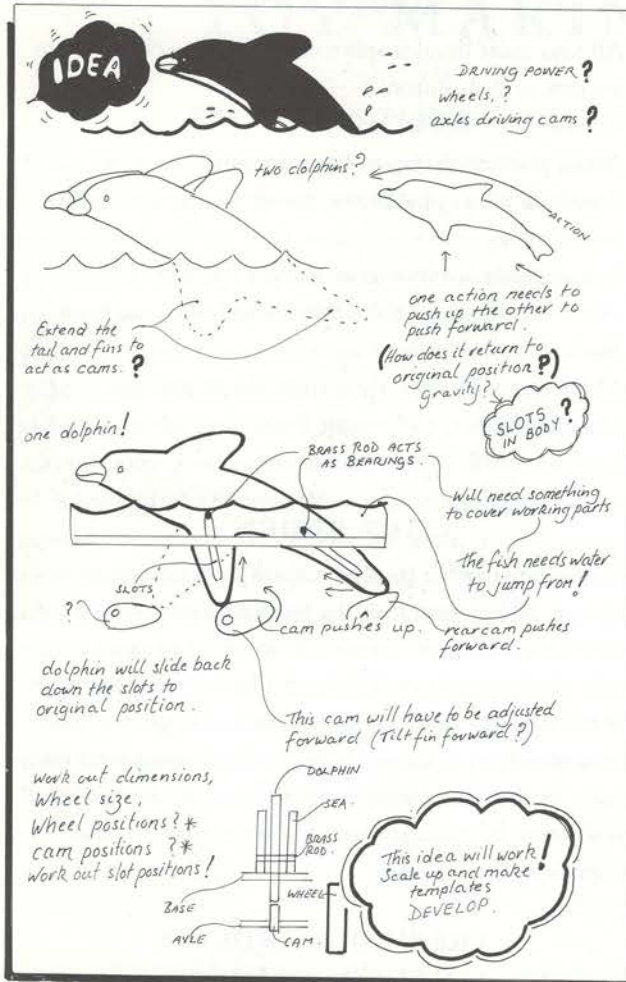 IDEA
DRIVING POWER?
wheels, ?
axles driving cams?
two dolphins?
ACTION
one action needs to
push up the other to
push forward.
(How does it return to
original position?)
gravity?
SLOTS
IN BODY?
Extend the
tail and fins to
act as cams.?
one dolphin!
BRASS ROD ACTS
AS BEARINGS.
Will need something
to cover working parts
The fish needs water
to jump from!
SLOTS
?
cam pushes up.
rear cam pushes
forward.
dolphin will slide back
down the slots to
original position.
This cam will have to be adjusted
forward (Tilt fin forward?)
work out dimensions,
Wheel size,
Wheel positions?*
cam positions ?*
work out slot positions!
DOLPHIN
SEA
BRASS
ROD.
BASE
WHEEL
AXLE
CAM.
This idea will work!
Scale up and make
templates
DEVELOP.